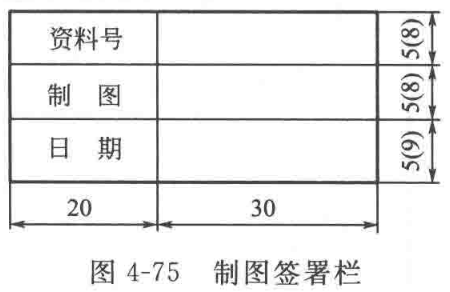 资料号 5(8)
制 图 5(8)
日 期 5(9)
20 30
图 4-75 制图签署栏